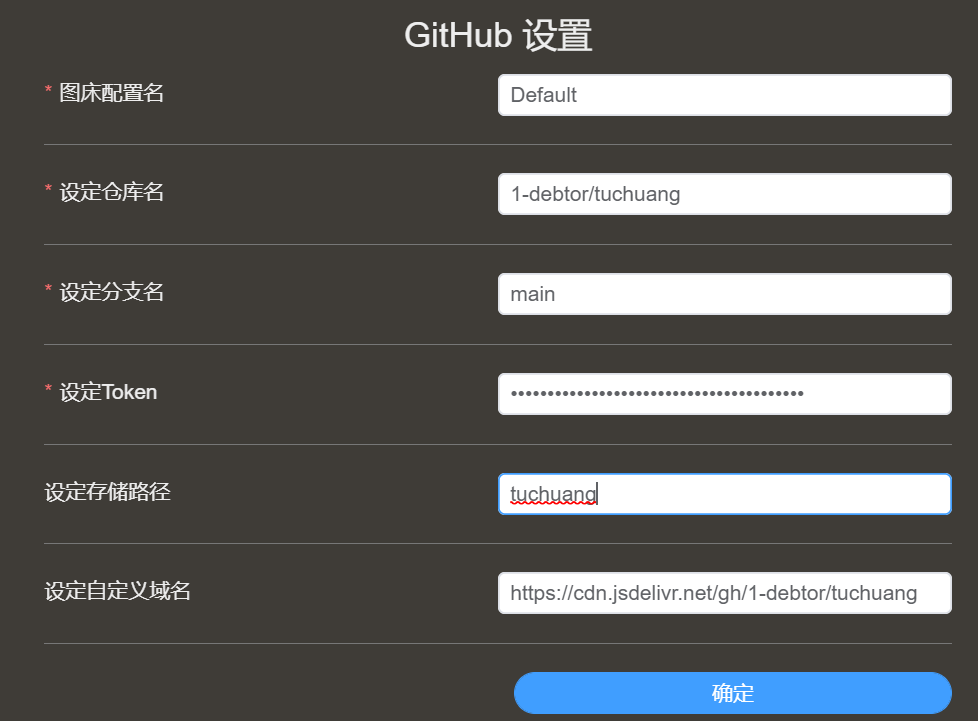 GitHub 设置
* 图床配置名
Default
* 设定仓库名
1-debtor/tuchuang
* 设定分支名
main
* 设定Token
••••••••••••••••••••••••••••••••••••••••
设定存储路径
tuchuang
设定自定义域名
https://cdn.jsdelivr.net/gh/1-debtor/tuchuang
确定